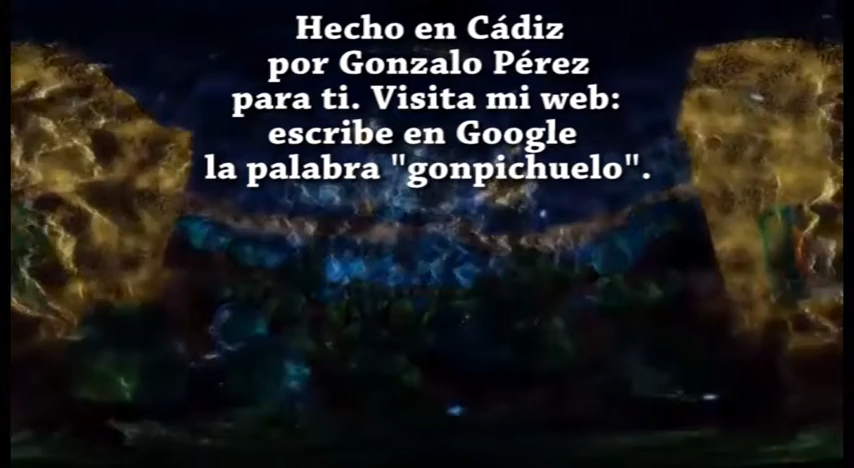 Hecho en Cádiz
por Gonzalo Pérez
para ti. Visita mi web:
escribe en Google
la palabra "gonpichuelo".